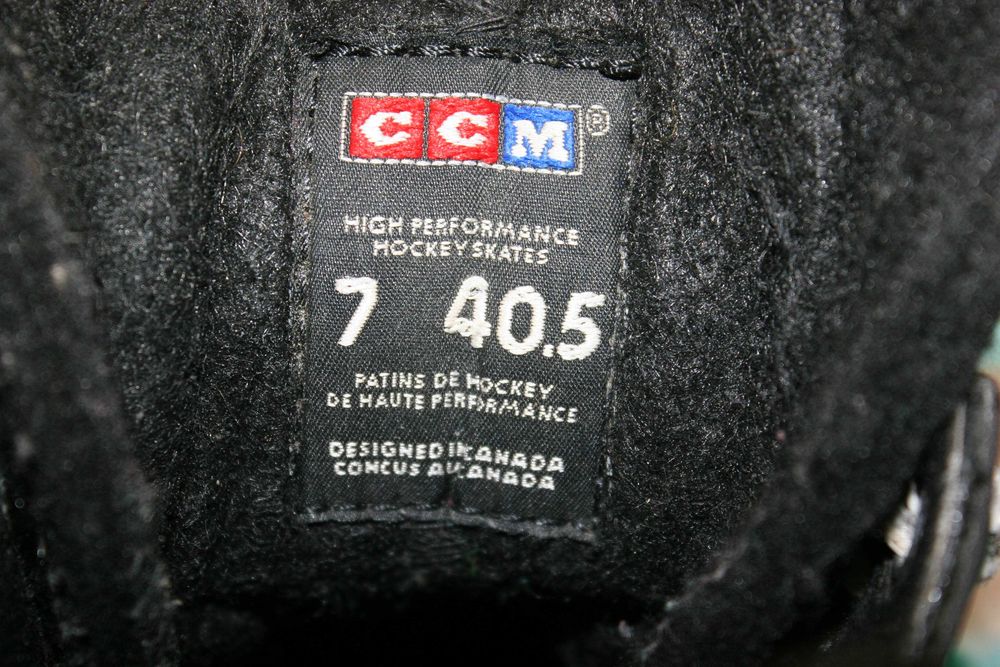 CCM®
HIGH PERFORMANCE
HOCKEY SKATES
7 40.5
PATINS DE HOCKEY
DE HAUTE PERFORMANCE
DESIGNED IN CANADA
CONCUS AU CANADA